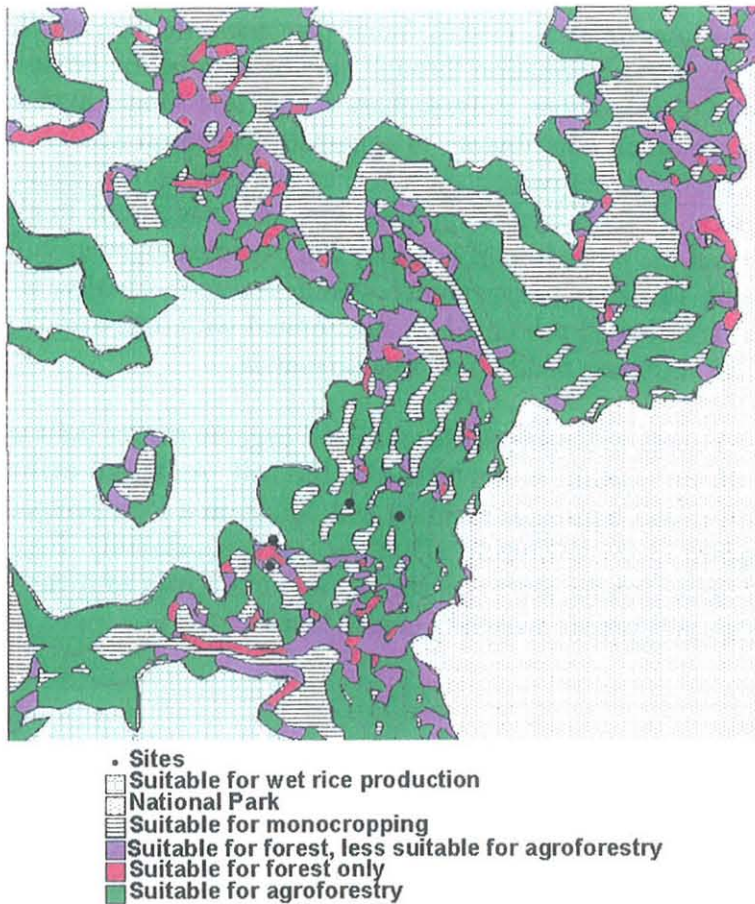 Sites
Suitable for wet rice production
National Park
Suitable for monocropping
Suitable for forest, less suitable for agroforestry
Suitable for forest only
Suitable for agroforestry